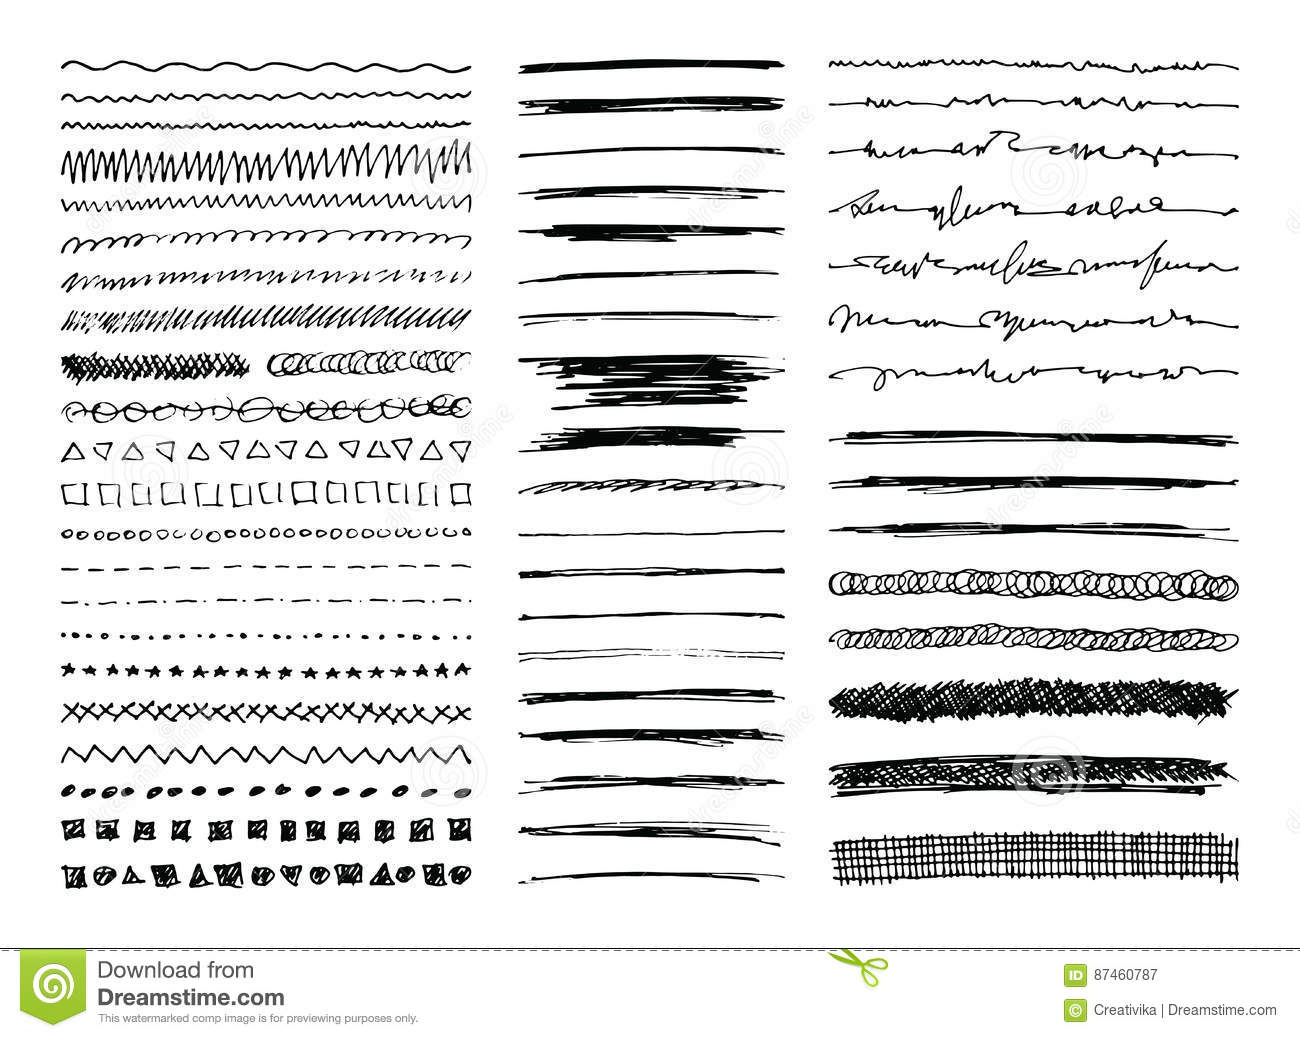 Download from
Dreamstime.com
This watermarked comp image is for previewing purposes only.
ID 87460787
© Creativika | Dreamstime.com